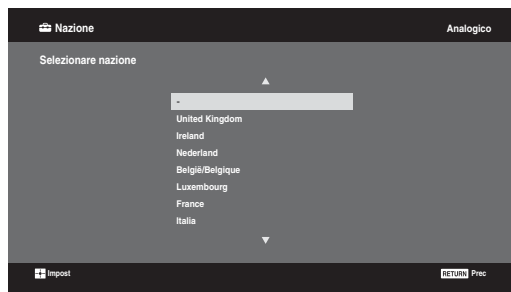 Nazione
Analogico
Selezionare nazione
-
United Kingdom
Ireland
Nederland
België/Belgique
Luxembourg
France
Italia
Impost
RETURN Prec